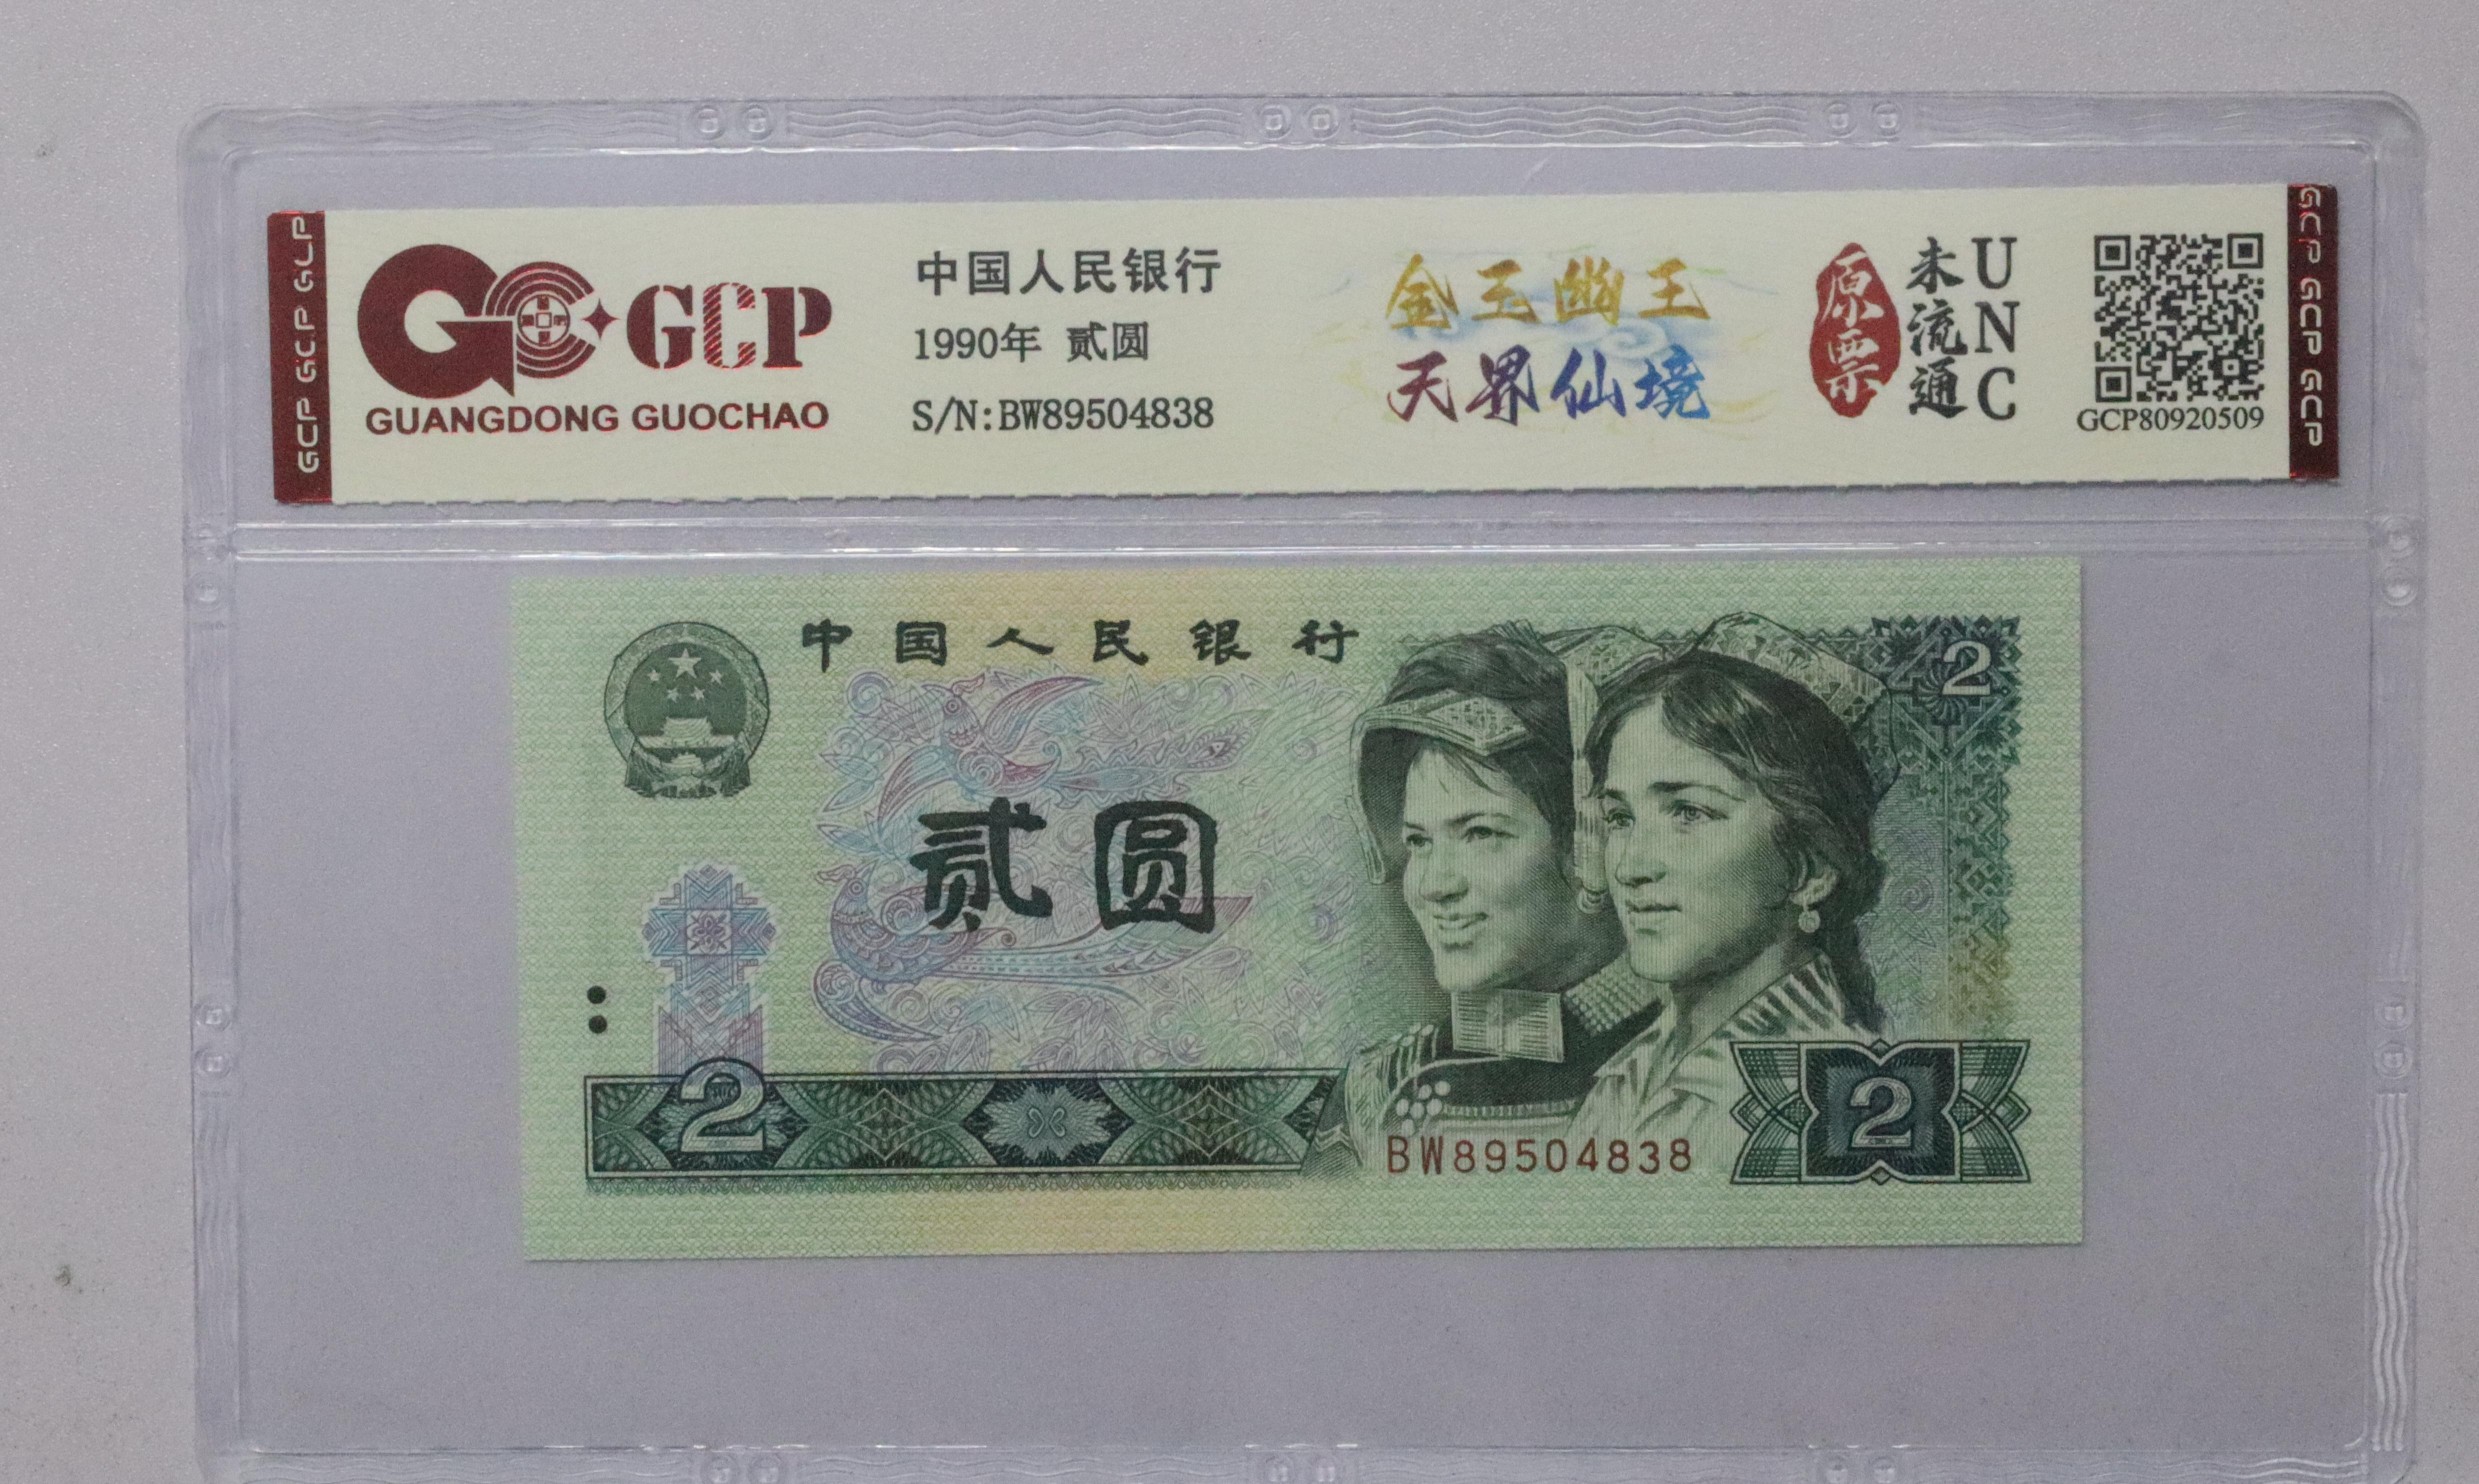 GCP GCP GCP
GCP
GUANGDONG GUOCHAO
中国人民银行
1990年 贰圆
S/N:BW89504838
金玉幽王
天界仙境
原票
未流通
UNC
GCP80920509
GCP GCP GCP
中国人民银行
2
贰圆
2
BW89504838
2